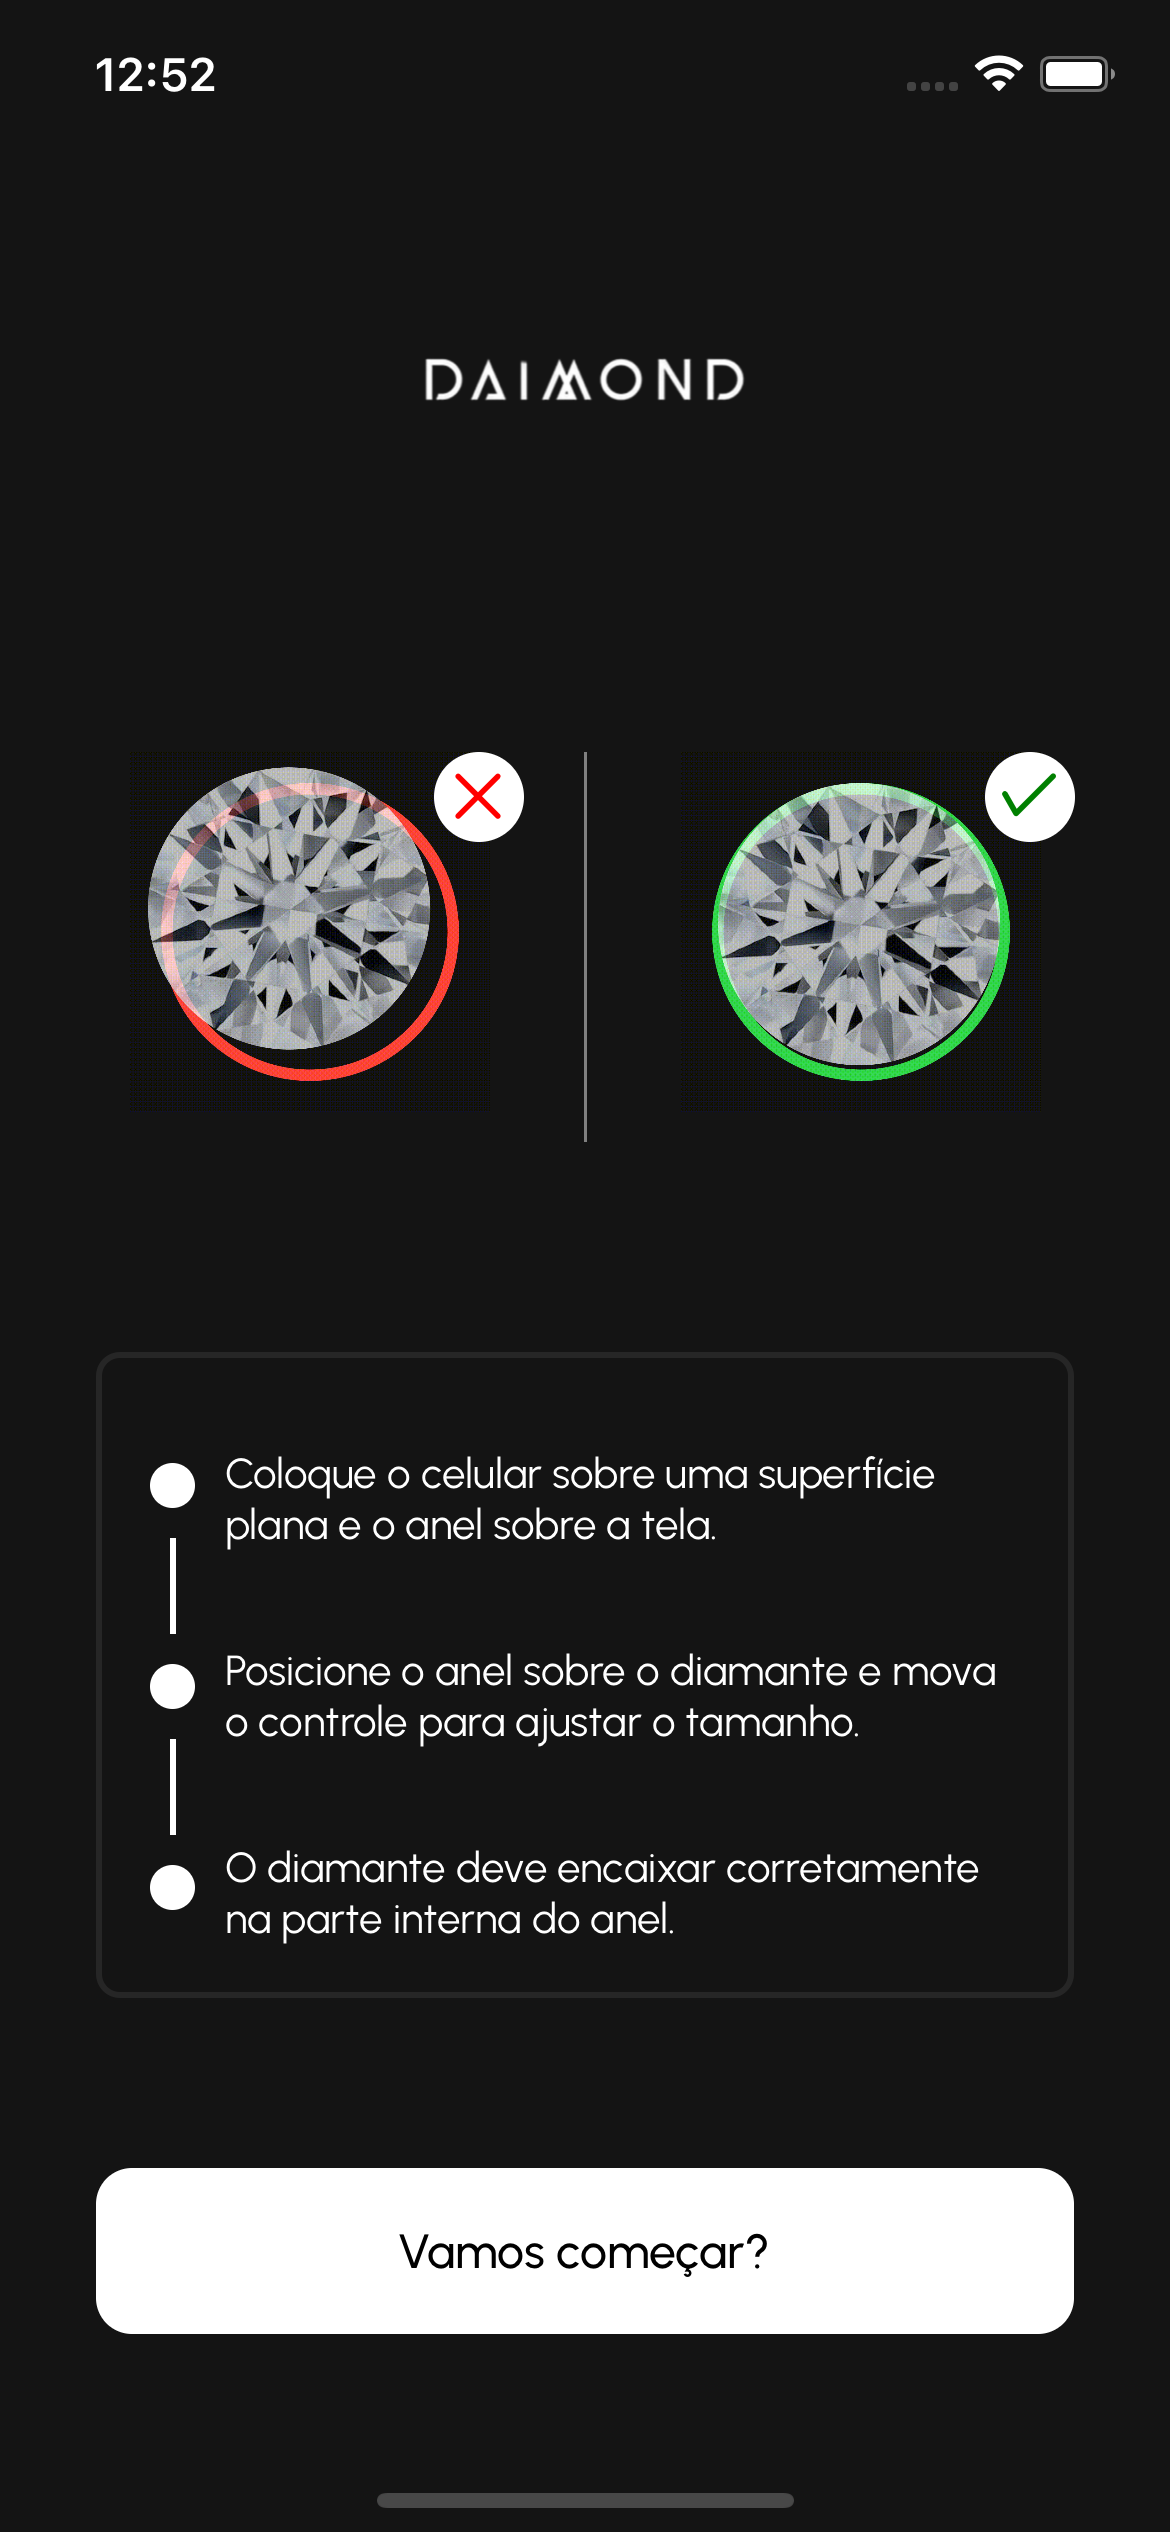 12:52
DAIMOND
Coloque o celular sobre uma superfície
plana e o anel sobre a tela.
Posicione o anel sobre o diamante e mova
o controle para ajustar o tamanho.
O diamante deve encaixar corretamente
na parte interna do anel.
Vamos começar?